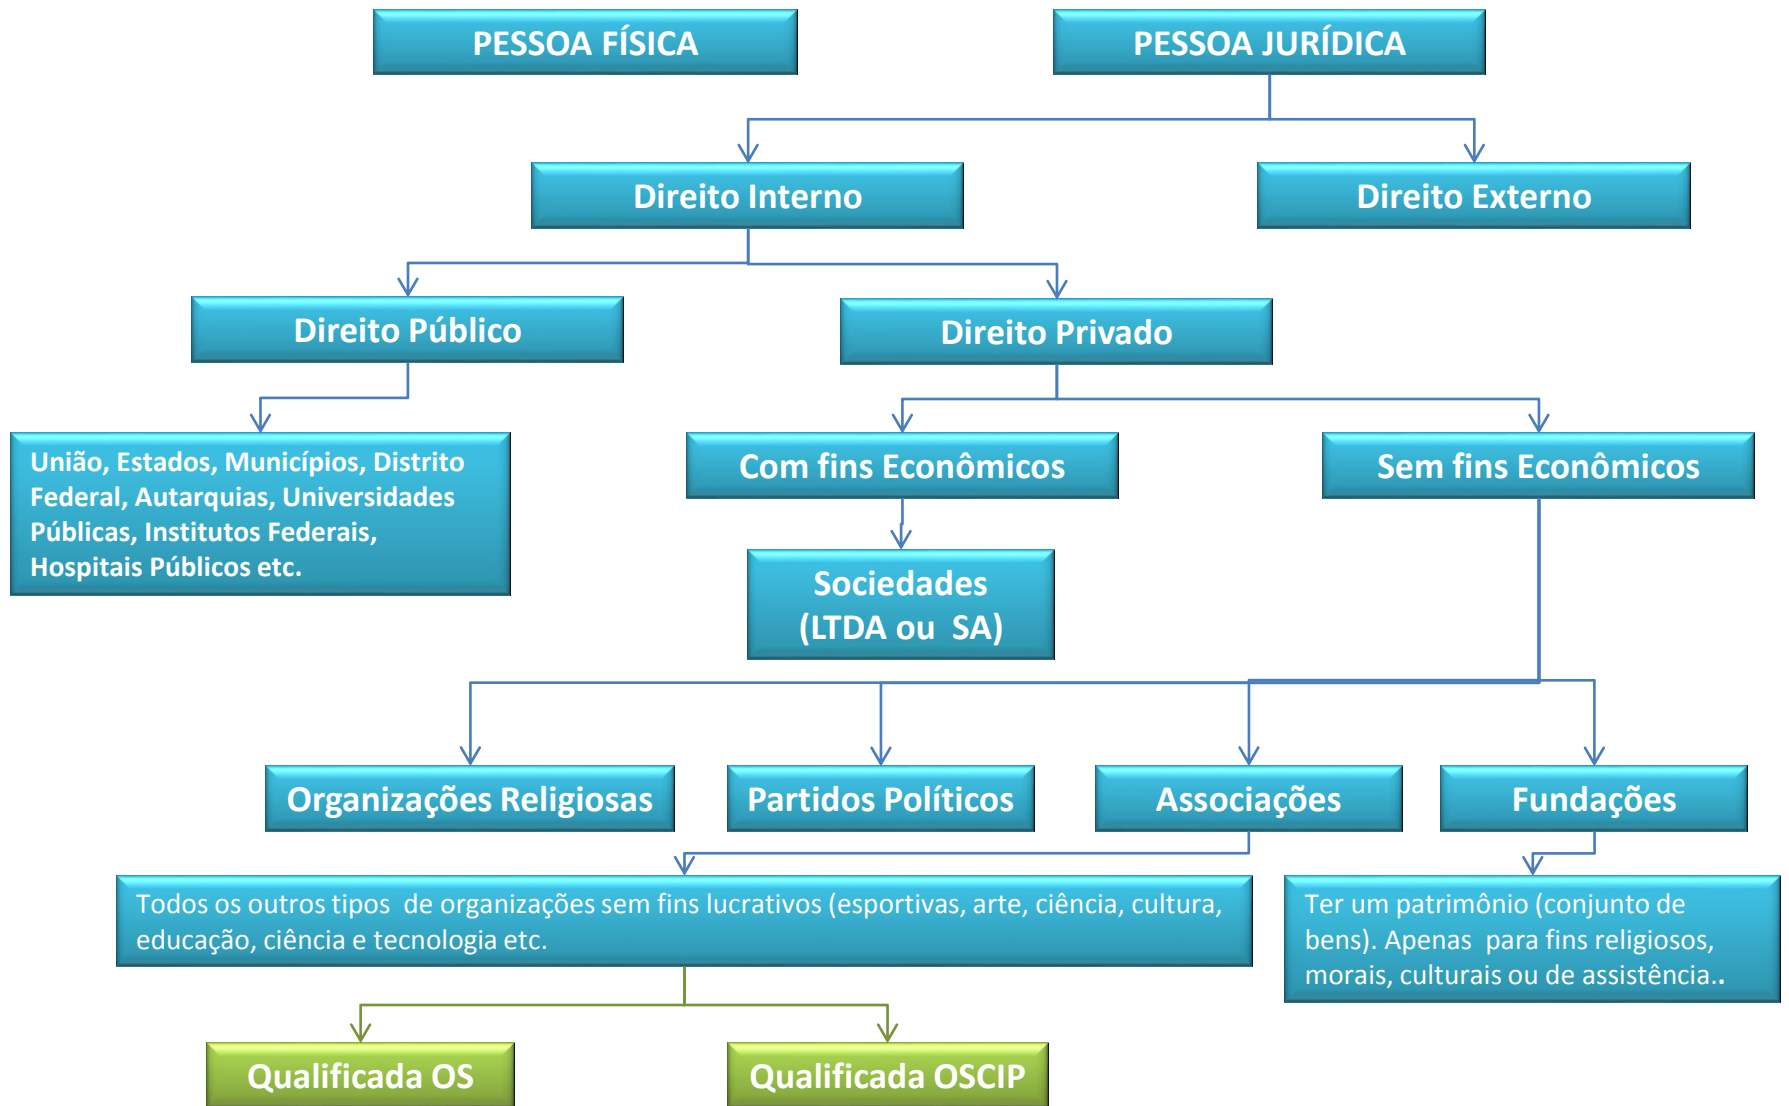 PESSOA FÍSICA
PESSOA JURÍDICA
Direito Interno
Direito Externo
Direito Público
Direito Privado
União, Estados, Municípios, Distrito
Federal, Autarquias, Universidades
Públicas, Institutos Federais,
Hospitais Públicos etc.
Com fins Econômicos
Sem fins Econômicos
Sociedades
(LTDA ou SA)
Organizações Religiosas
Partidos Políticos
Associações
Fundações
Todos os outros tipos de organizações sem fins lucrativos (esportivas, arte, ciência, cultura,
educação, ciência e tecnologia etc.
Ter um patrimônio (conjunto de
bens). Apenas para fins religiosos,
morais, culturais ou de assistência..
Qualificada OS
Qualificada OSCIP